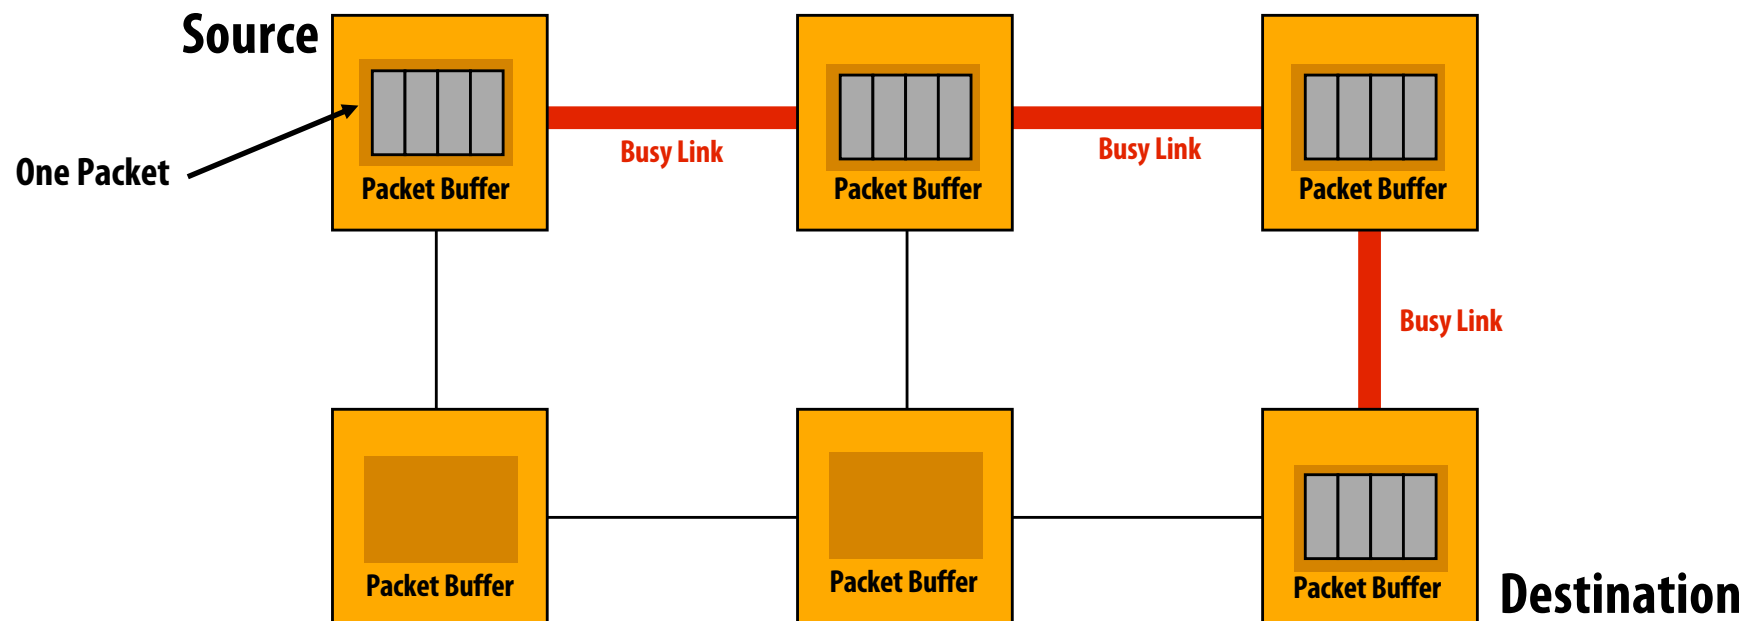 Source
One Packet
Packet Buffer
Busy Link
Packet Buffer
Busy Link
Packet Buffer
Busy Link
Packet Buffer
Packet Buffer
Packet Buffer
Destination